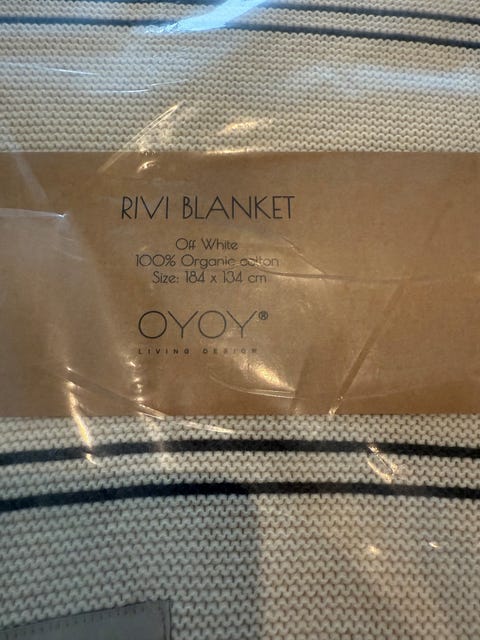 RIVI BLANKET
Off White
100% Organic cotton
Size: 184 x 134 cm
OYOY®
LIVING DESIGN